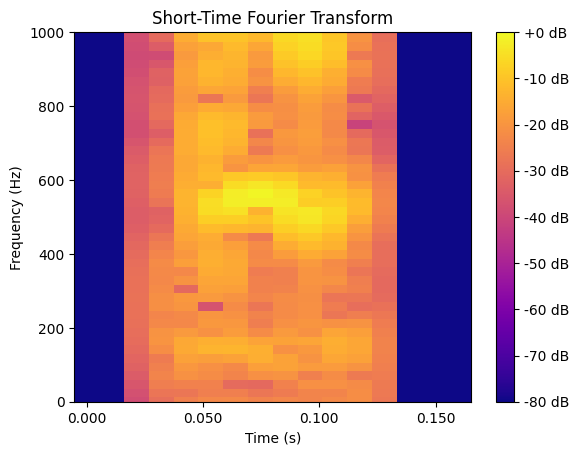 Short-Time Fourier Transform
Frequency (Hz)
1000
800
600
400
200
0
0.000 0.050 0.100 0.150
Time (s)
+0 dB
-10 dB
-20 dB
-30 dB
-40 dB
-50 dB
-60 dB
-70 dB
-80 dB